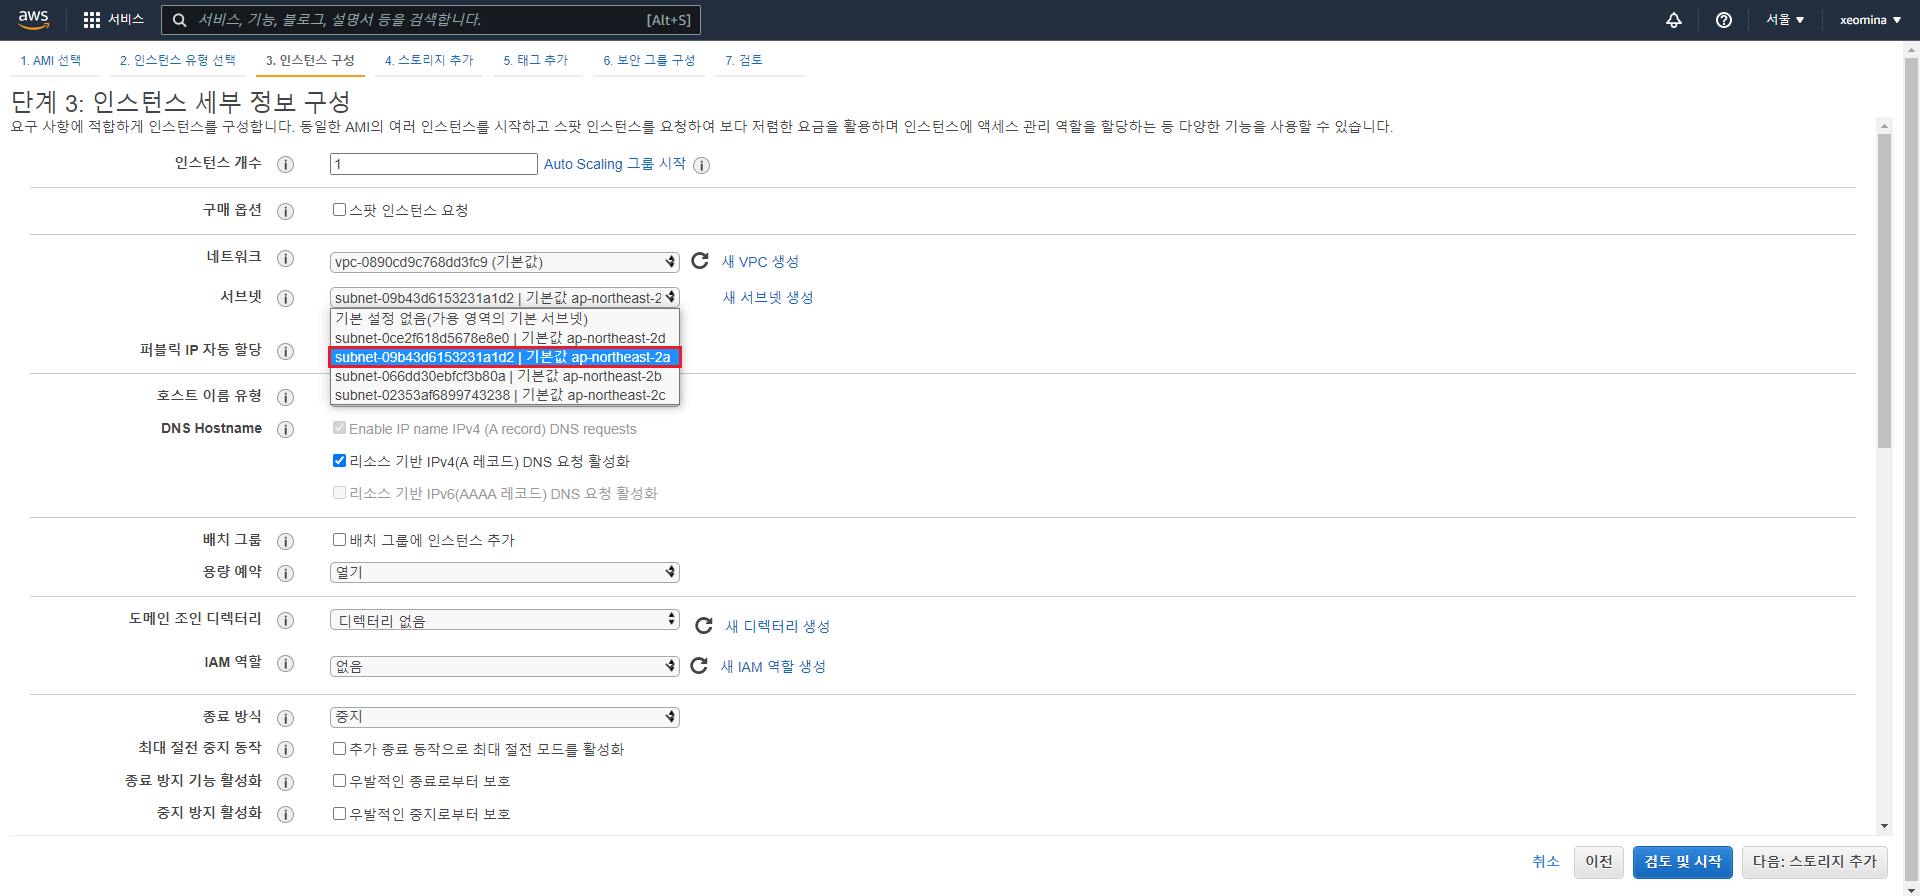 aws 서비스 서비스, 기능, 블로그, 설명서 등을 검색합니다. [Alt+S] 서울 ▼ xeomina ▼
1. AMI 선택 2. 인스턴스 유형 선택 3. 인스턴스 구성 4. 스토리지 추가 5. 태그 추가 6. 보안 그룹 구성 7. 검토
단계 3: 인스턴스 세부 정보 구성
요구 사항에 적합하게 인스턴스를 구성합니다. 동일한 AMI의 여러 인스턴스를 시작하고 스팟 인스턴스를 요청하여 보다 저렴한 요금을 활용하며 인스턴스에 액세스 관리 역할을 할당하는 등 다양한 기능을 사용할 수 있습니다.
인스턴스 개수 1 Auto Scaling 그룹 시작
구매 옵션 스팟 인스턴스 요청
네트워크 vpc-0890cd9c768dd3fc9 (기본값) 새 VPC 생성
서브넷 subnet-09b43d6153231a1d2 | 기본값 ap-northeast-2 새 서브넷 생성
기본 설정 없음(가용 영역의 기본 서브넷)
subnet-0ce2f618d5678e8e0 | 기본값 ap-northeast-2d
퍼블릭 IP 자동 할당 subnet-09b43d6153231a1d2 | 기본값 ap-northeast-2a
subnet-066dd30ebfcf3b80a | 기본값 ap-northeast-2b
호스트 이름 유형 subnet-02353af6899743238 | 기본값 ap-northeast-2c
DNS Hostname Enable IP name IPv4 (A record) DNS requests
리소스 기반 IPv4(A 레코드) DNS 요청 활성화
리소스 기반 IPv6(AAAA 레코드) DNS 요청 활성화
배치 그룹 배치 그룹에 인스턴스 추가
용량 예약 열기
도메인 조인 디렉터리 디렉터리 없음 새 디렉터리 생성
IAM 역할 없음 새 IAM 역할 생성
종료 방식 중지
최대 절전 중지 동작 추가 종료 동작으로 최대 절전 모드를 활성화
종료 방지 기능 활성화 우발적인 종료로부터 보호
중지 방지 활성화 우발적인 중지로부터 보호
취소 이전 검토 및 시작 다음: 스토리지 추가